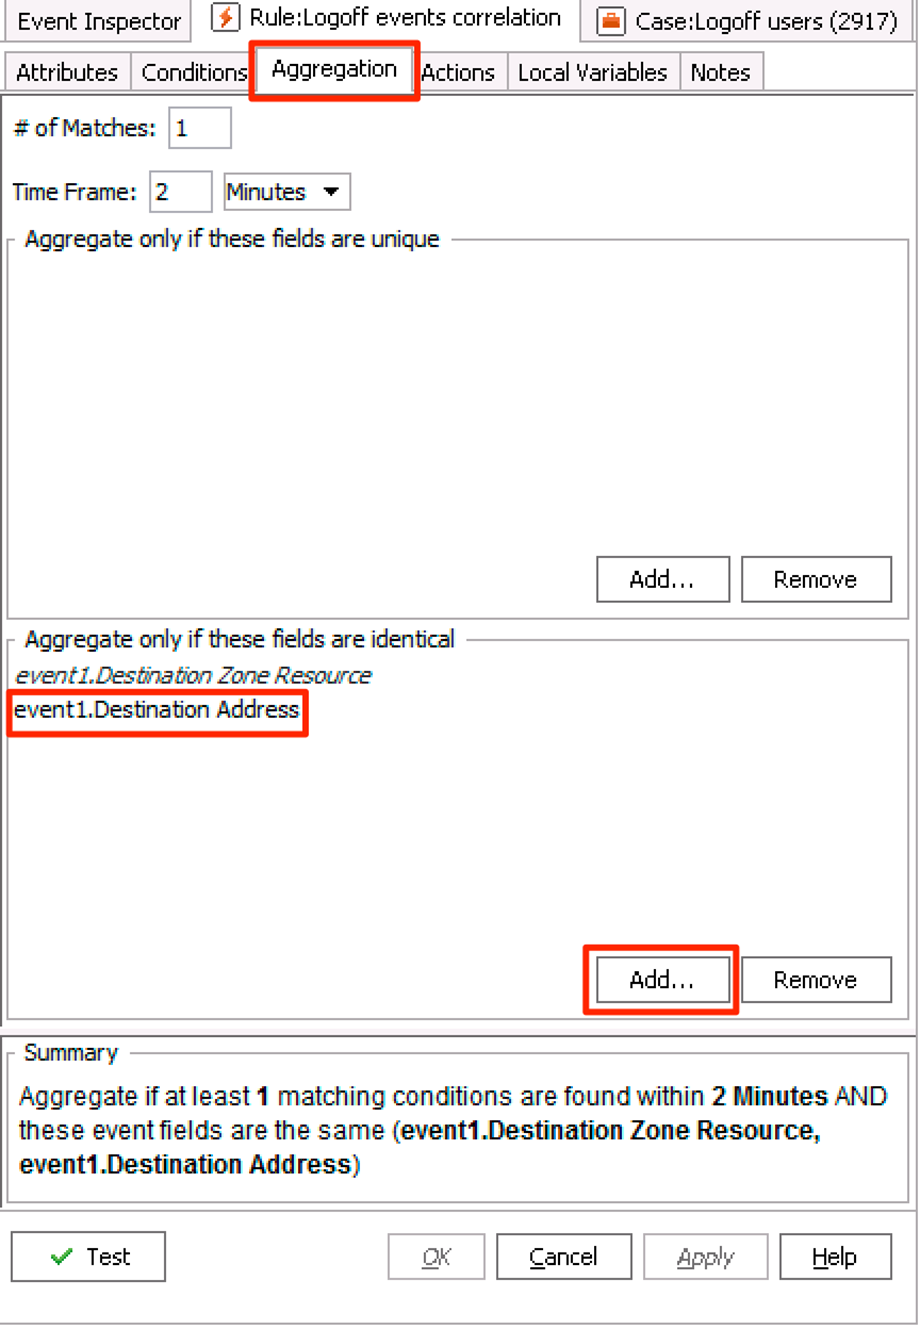 Event Inspector Rule:Logoff events correlation Case:Logoff users (2917)
Attributes Conditions Aggregation Actions Local Variables Notes
# of Matches: 1
Time Frame: 2 Minutes
Aggregate only if these fields are unique
Add... Remove
Aggregate only if these fields are identical
event1.Destination Zone Resource
event1.Destination Address
Add... Remove
Summary
Aggregate if at least 1 matching conditions are found within 2 Minutes AND
these event fields are the same (event1.Destination Zone Resource,
event1.Destination Address)
Test OK Cancel Apply Help